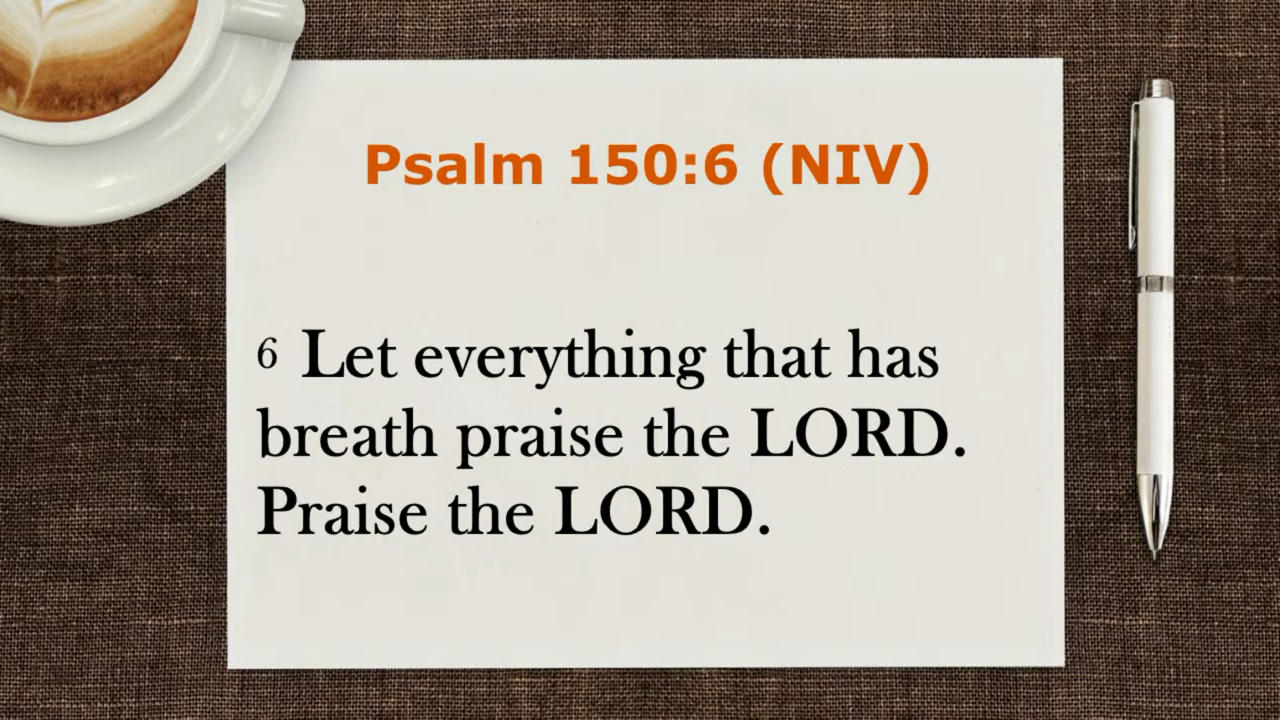 Psalm 150:6 (NIV)
6 Let everything that has
breath praise the LORD.
Praise the LORD.